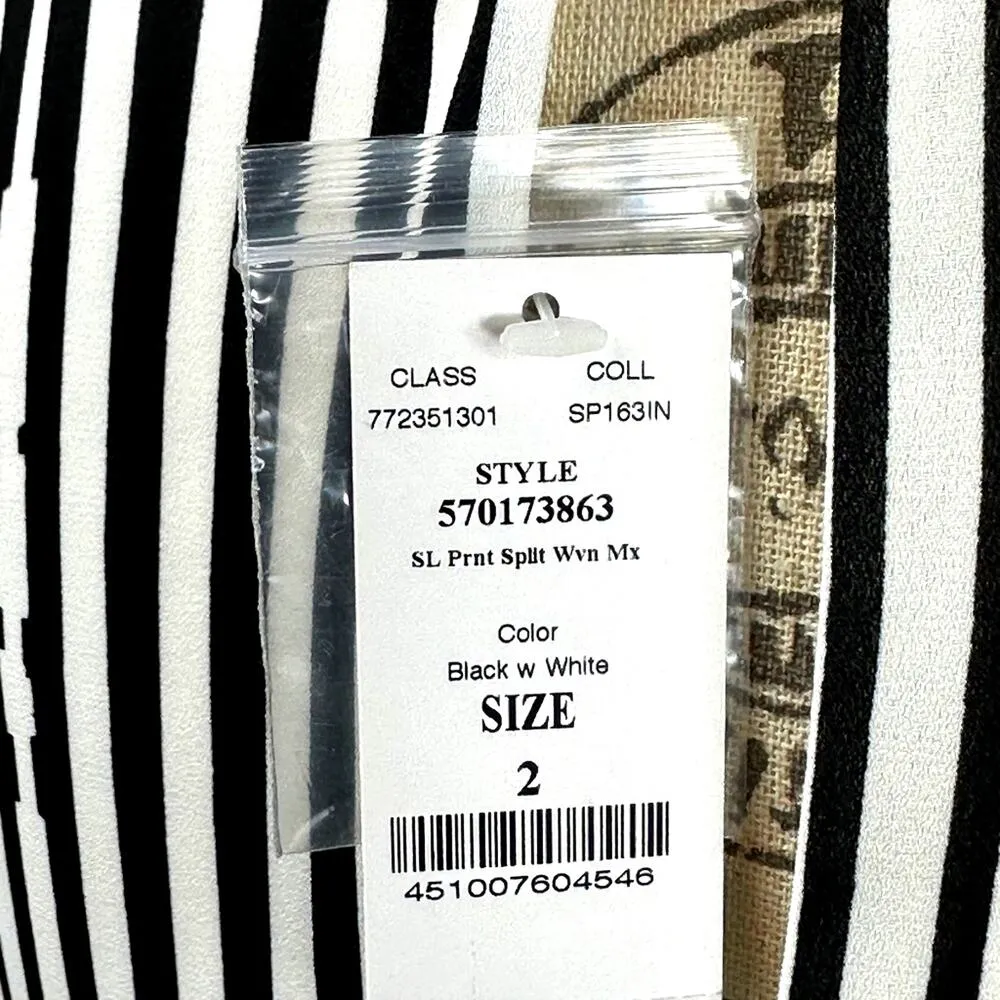 CLASS COLL
772351301 SP163IN
STYLE
570173863
SL Prnt Split Wvn Mx
Color
Black w White
SIZE
2
451007604546